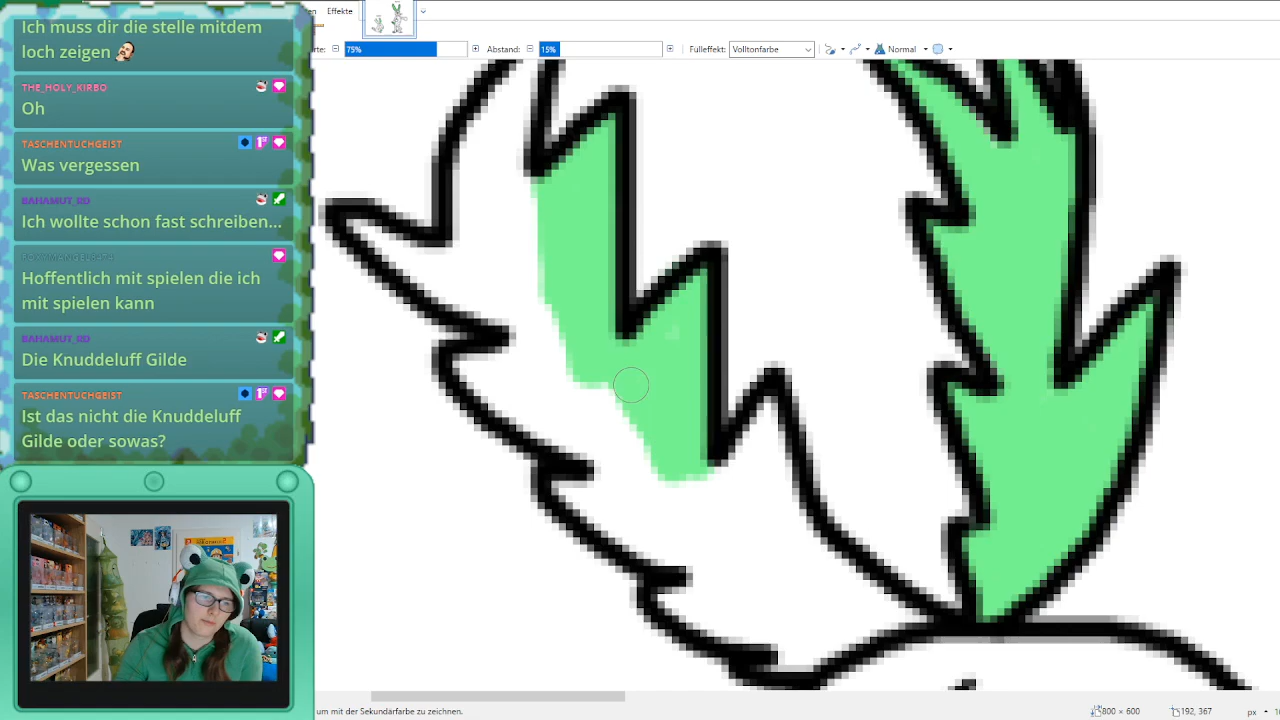 Ich muss dir die stelle mitdem
loch zeigen
THE_HOLY_KIRBO
Oh
TASCHENTUCHGEIST
Was vergessen
BAHAMUT_RD
Ich wollte schon fast schreiben...
Hoffentlich mit spielen die ich
mit spielen kann
BAHAMUT_RD
Die Knuddeluff Gilde
TASCHENTUCHGEIST
Ist das nicht die Knuddeluff
Gilde oder sowas?
Effekte
75%
Abstand:
15%
Fülleffekt:
Volltonfarbe
Normal
um mit der Sekundärfarbe zu zeichnen.
800 × 600
192, 367
px